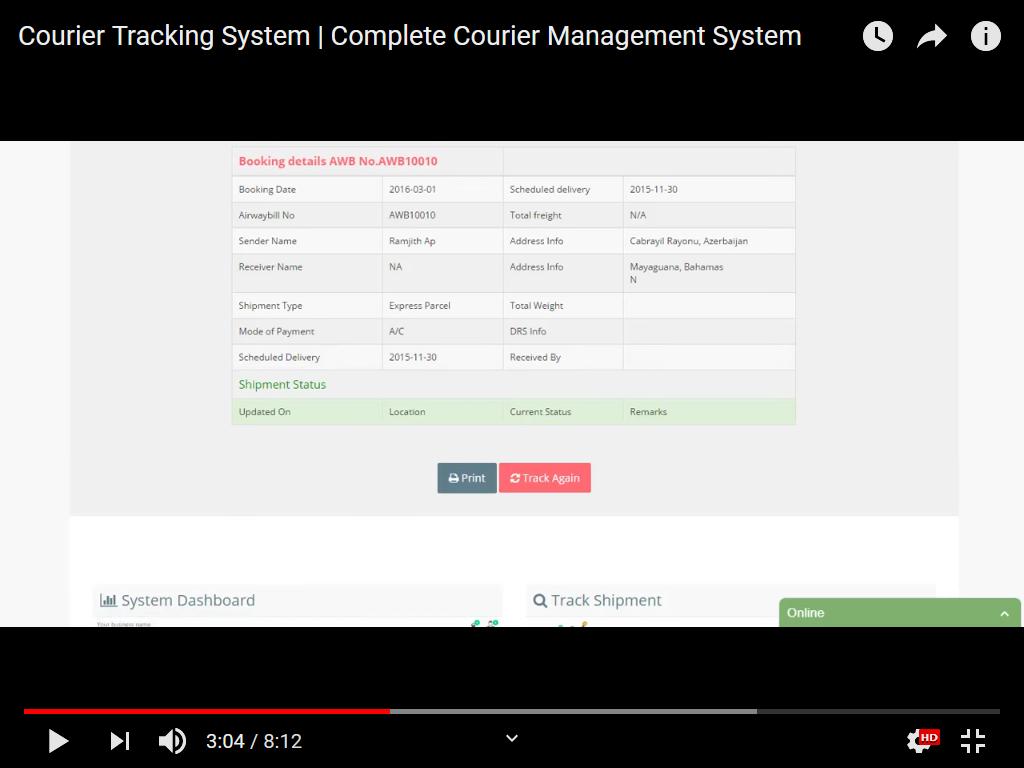 Courier Tracking System | Complete Courier Management System
Booking details AWB No.AWB10010
Booking Date 2016-03-01 Scheduled delivery 2015-11-30
Airwaybill No AWB10010 Total freight N/A
Sender Name Ramjith Ap Address Info Cabrayil Rayonu, Azerbaijan
Receiver Name NA Address Info Mayaguana, Bahamas
N
Shipment Type Express Parcel Total Weight
Mode of Payment A/C DRS Info
Scheduled Delivery 2015-11-30 Received By
Shipment Status
Updated On Location Current Status Remarks
Print Track Again
System Dashboard Track Shipment
Your business name
Online
3:04 / 8:12 HD